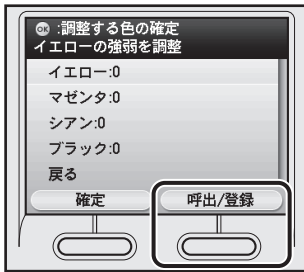 OK :調整する色の確定
イエローの強弱を調整
イエロー:0
マゼンタ:0
シアン:0
ブラック:0
戻る
確定 呼出/登録